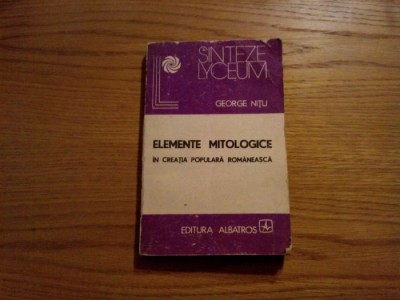 SINTEZE
LYCEUM
GEORGE NIȚU
ELEMENTE MITOLOGICE
ÎN CREAȚIA POPULARĂ ROMÂNEASCĂ
EDITURA ALBATROS